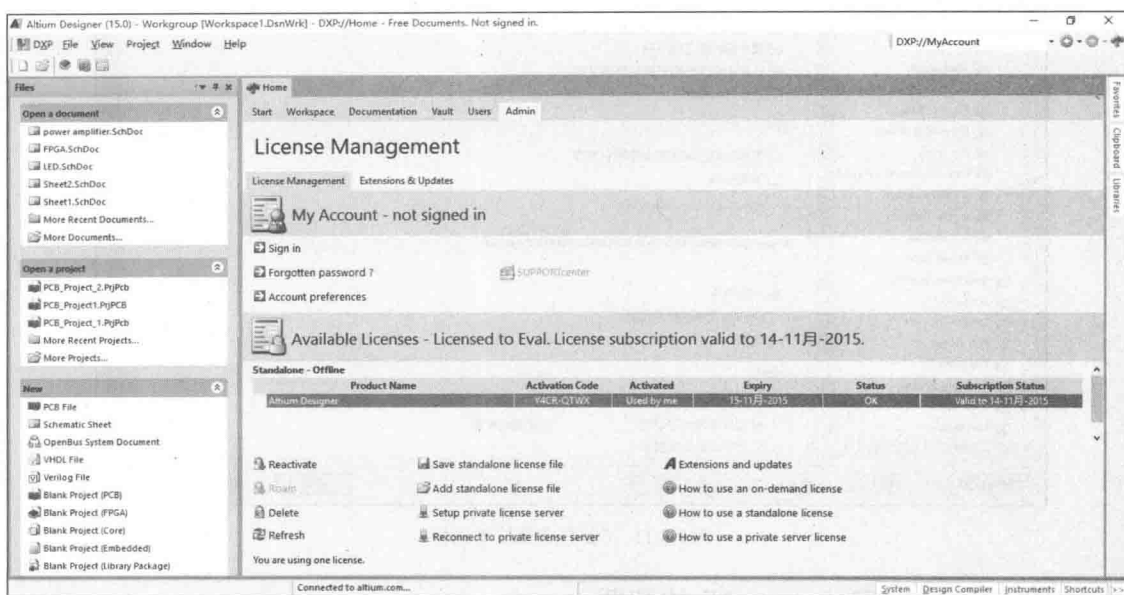 Altium Designer (15.0) - Workgroup [Workspace1.DsnWrk] - DXP://Home - Free Documents. Not signed in.
DXP File View Project Window Help
DXP://MyAccount
Files
Home
Open a document
power amplifier.SchDoc
FPGA.SchDoc
LED.SchDoc
Sheet2.SchDoc
Sheet1.SchDoc
More Recent Documents...
More Documents...
Open a project
PCB_Project_2.PrjPcb
PCB_Project1.PrjPCB
PCB_Project_1.PrjPcb
More Recent Projects...
More Projects...
New
PCB File
Schematic Sheet
OpenBus System Document
VHDL File
Verilog File
Blank Project (PCB)
Blank Project (FPGA)
Blank Project (Core)
Blank Project (Embedded)
Blank Project (Library Package)
Start Workspace Documentation Vault Users Admin
License Management
License Management Extensions & Updates
My Account - not signed in
Sign in
Forgotten password ?
SUPPORTcenter
Account preferences
Available Licenses - Licensed to Eval. License subscription valid to 14-11月-2015.
Standalone - Offline
Product Name Activation Code Activated Expiry Status Subscription Status
Altium Designer Y4CR-QTWX Used by me 15-11月-2015 OK Valid to 14-11月-2015
Reactivate Save standalone license file Extensions and updates
Roam Add standalone license file How to use an on-demand license
Delete Setup private license server How to use a standalone license
Refresh Reconnect to private license server How to use a private server license
You are using one license.
Favorites
Clipboard
Libraries
Connected to altium.com...
System Design Compiler Instruments Shortcuts >>